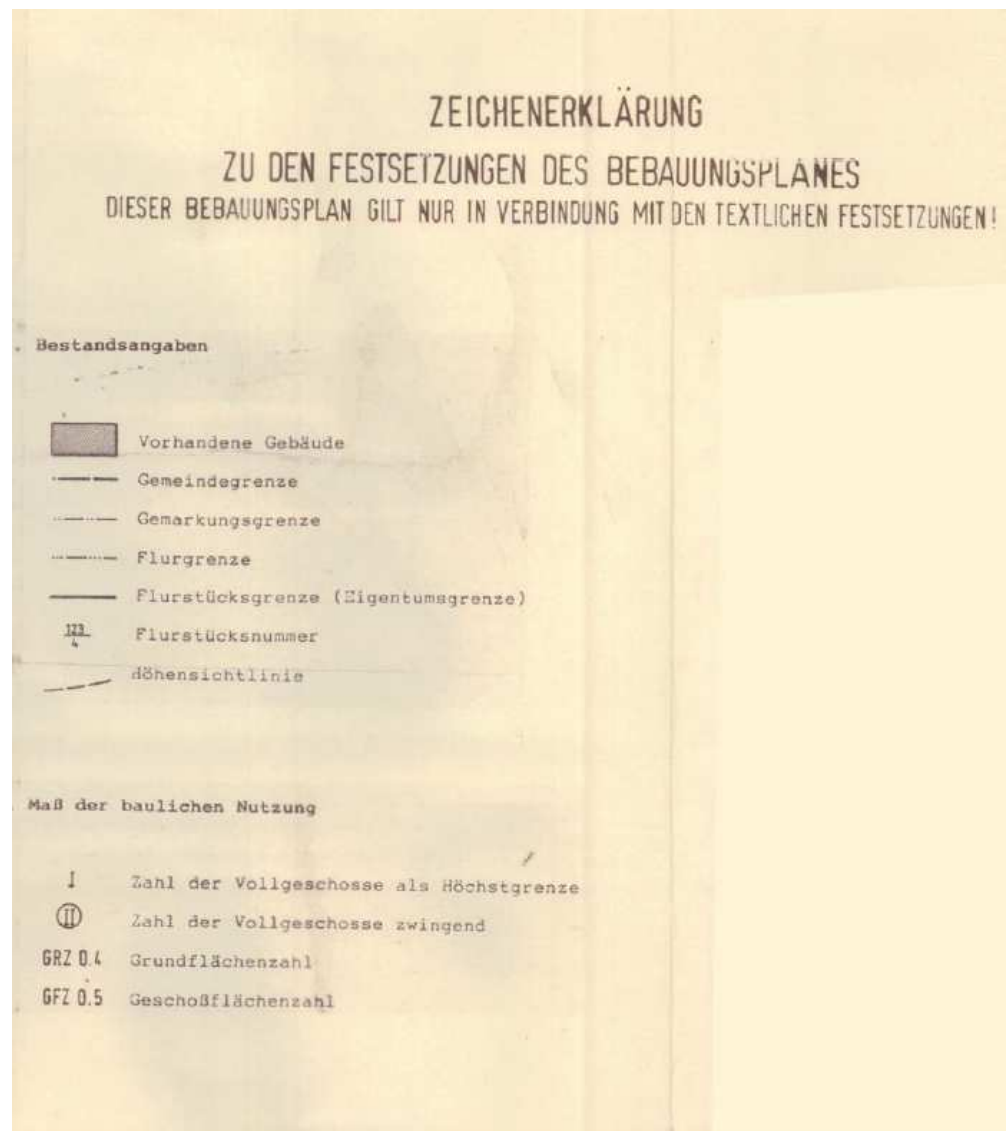 ZEICHENERKLÄRUNG
ZU DEN FESTSETZUNGEN DES BEBAUUNGSPLANES
DIESER BEBAUUNGSPLAN GILT NUR IN VERBINDUNG MIT DEN TEXTLICHEN FESTSETZUNGEN!
Bestandsangaben
Vorhandene Gebäude
Gemeindegrenze
Gemarkungsgrenze
Flurgrenze
Flurstücksgrenze (Eigentumsgrenze)
123/4 Flurstücksnummer
Höhensichtlinie
Maß der baulichen Nutzung
I Zahl der Vollgeschosse als Höchstgrenze
II Zahl der Vollgeschosse zwingend
GRZ 0.4 Grundflächenzahl
GFZ 0.5 Geschoßflächenzahl